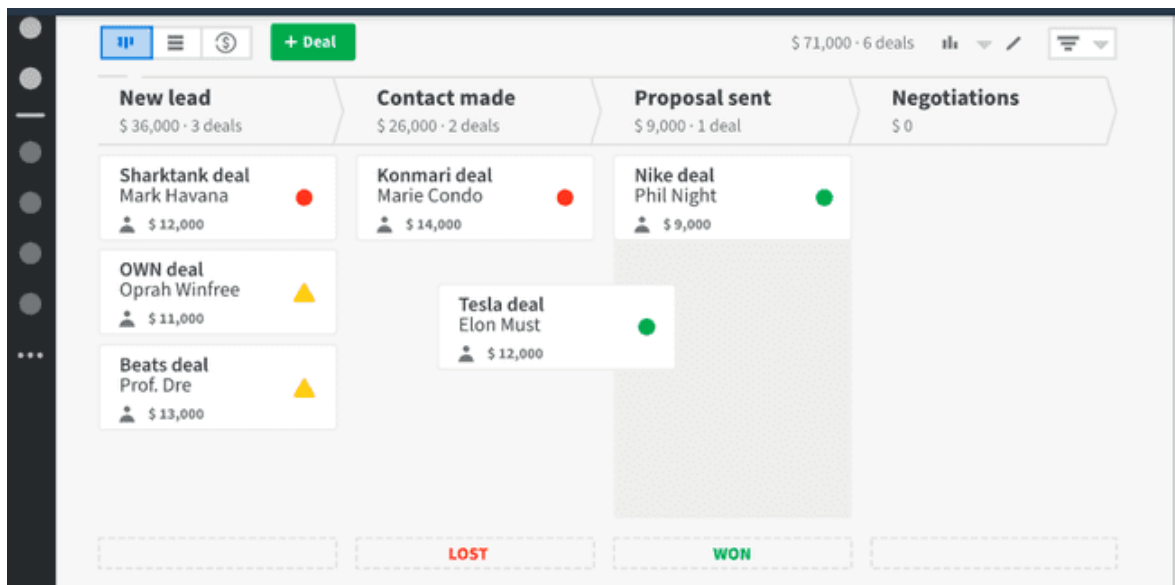 + Deal
$ 71,000 · 6 deals
New lead
$ 36,000 · 3 deals
Contact made
$ 26,000 · 2 deals
Proposal sent
$ 9,000 · 1 deal
Negotiations
$ 0
Sharktank deal
Mark Havana
$ 12,000
OWN deal
Oprah Winfree
$ 11,000
Beats deal
Prof. Dre
$ 13,000
Konmari deal
Marie Condo
$ 14,000
Tesla deal
Elon Must
$ 12,000
Nike deal
Phil Night
$ 9,000
LOST
WON